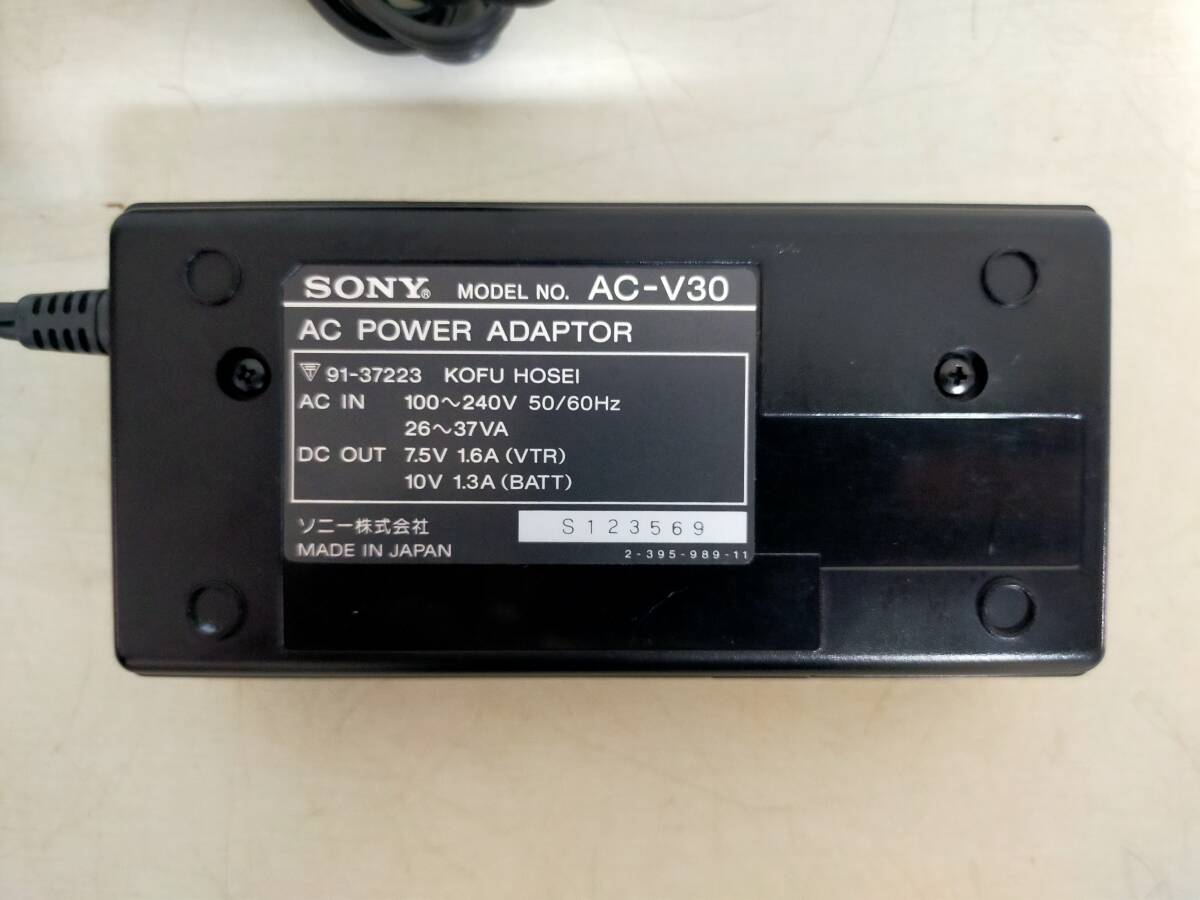 SONY® MODEL NO. AC-V30
AC POWER ADAPTOR
91-37223 KOFU HOSEI
AC IN 100～240V 50/60Hz
26～37VA
DC OUT 7.5V 1.6A (VTR)
10V 1.3A (BATT)
ソニー株式会社 S123569
MADE IN JAPAN 2-395-989-11